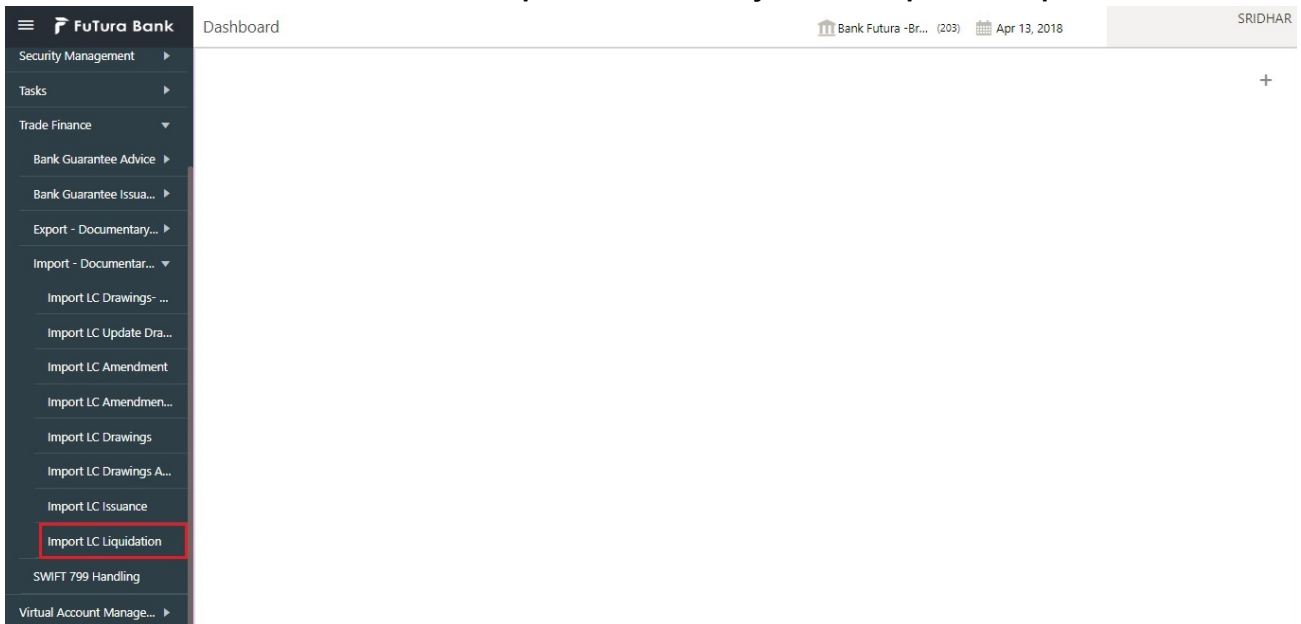 FuTura Bank
Dashboard
Bank Futura -Br... (203)
Apr 13, 2018
SRIDHAR
Security Management
Tasks
Trade Finance
Bank Guarantee Advice
Bank Guarantee Issua...
Export - Documentary...
Import - Documentar...
Import LC Drawings- ...
Import LC Update Dra...
Import LC Amendment
Import LC Amendmen...
Import LC Drawings
Import LC Drawings A...
Import LC Issuance
Import LC Liquidation
SWIFT 799 Handling
Virtual Account Manage...